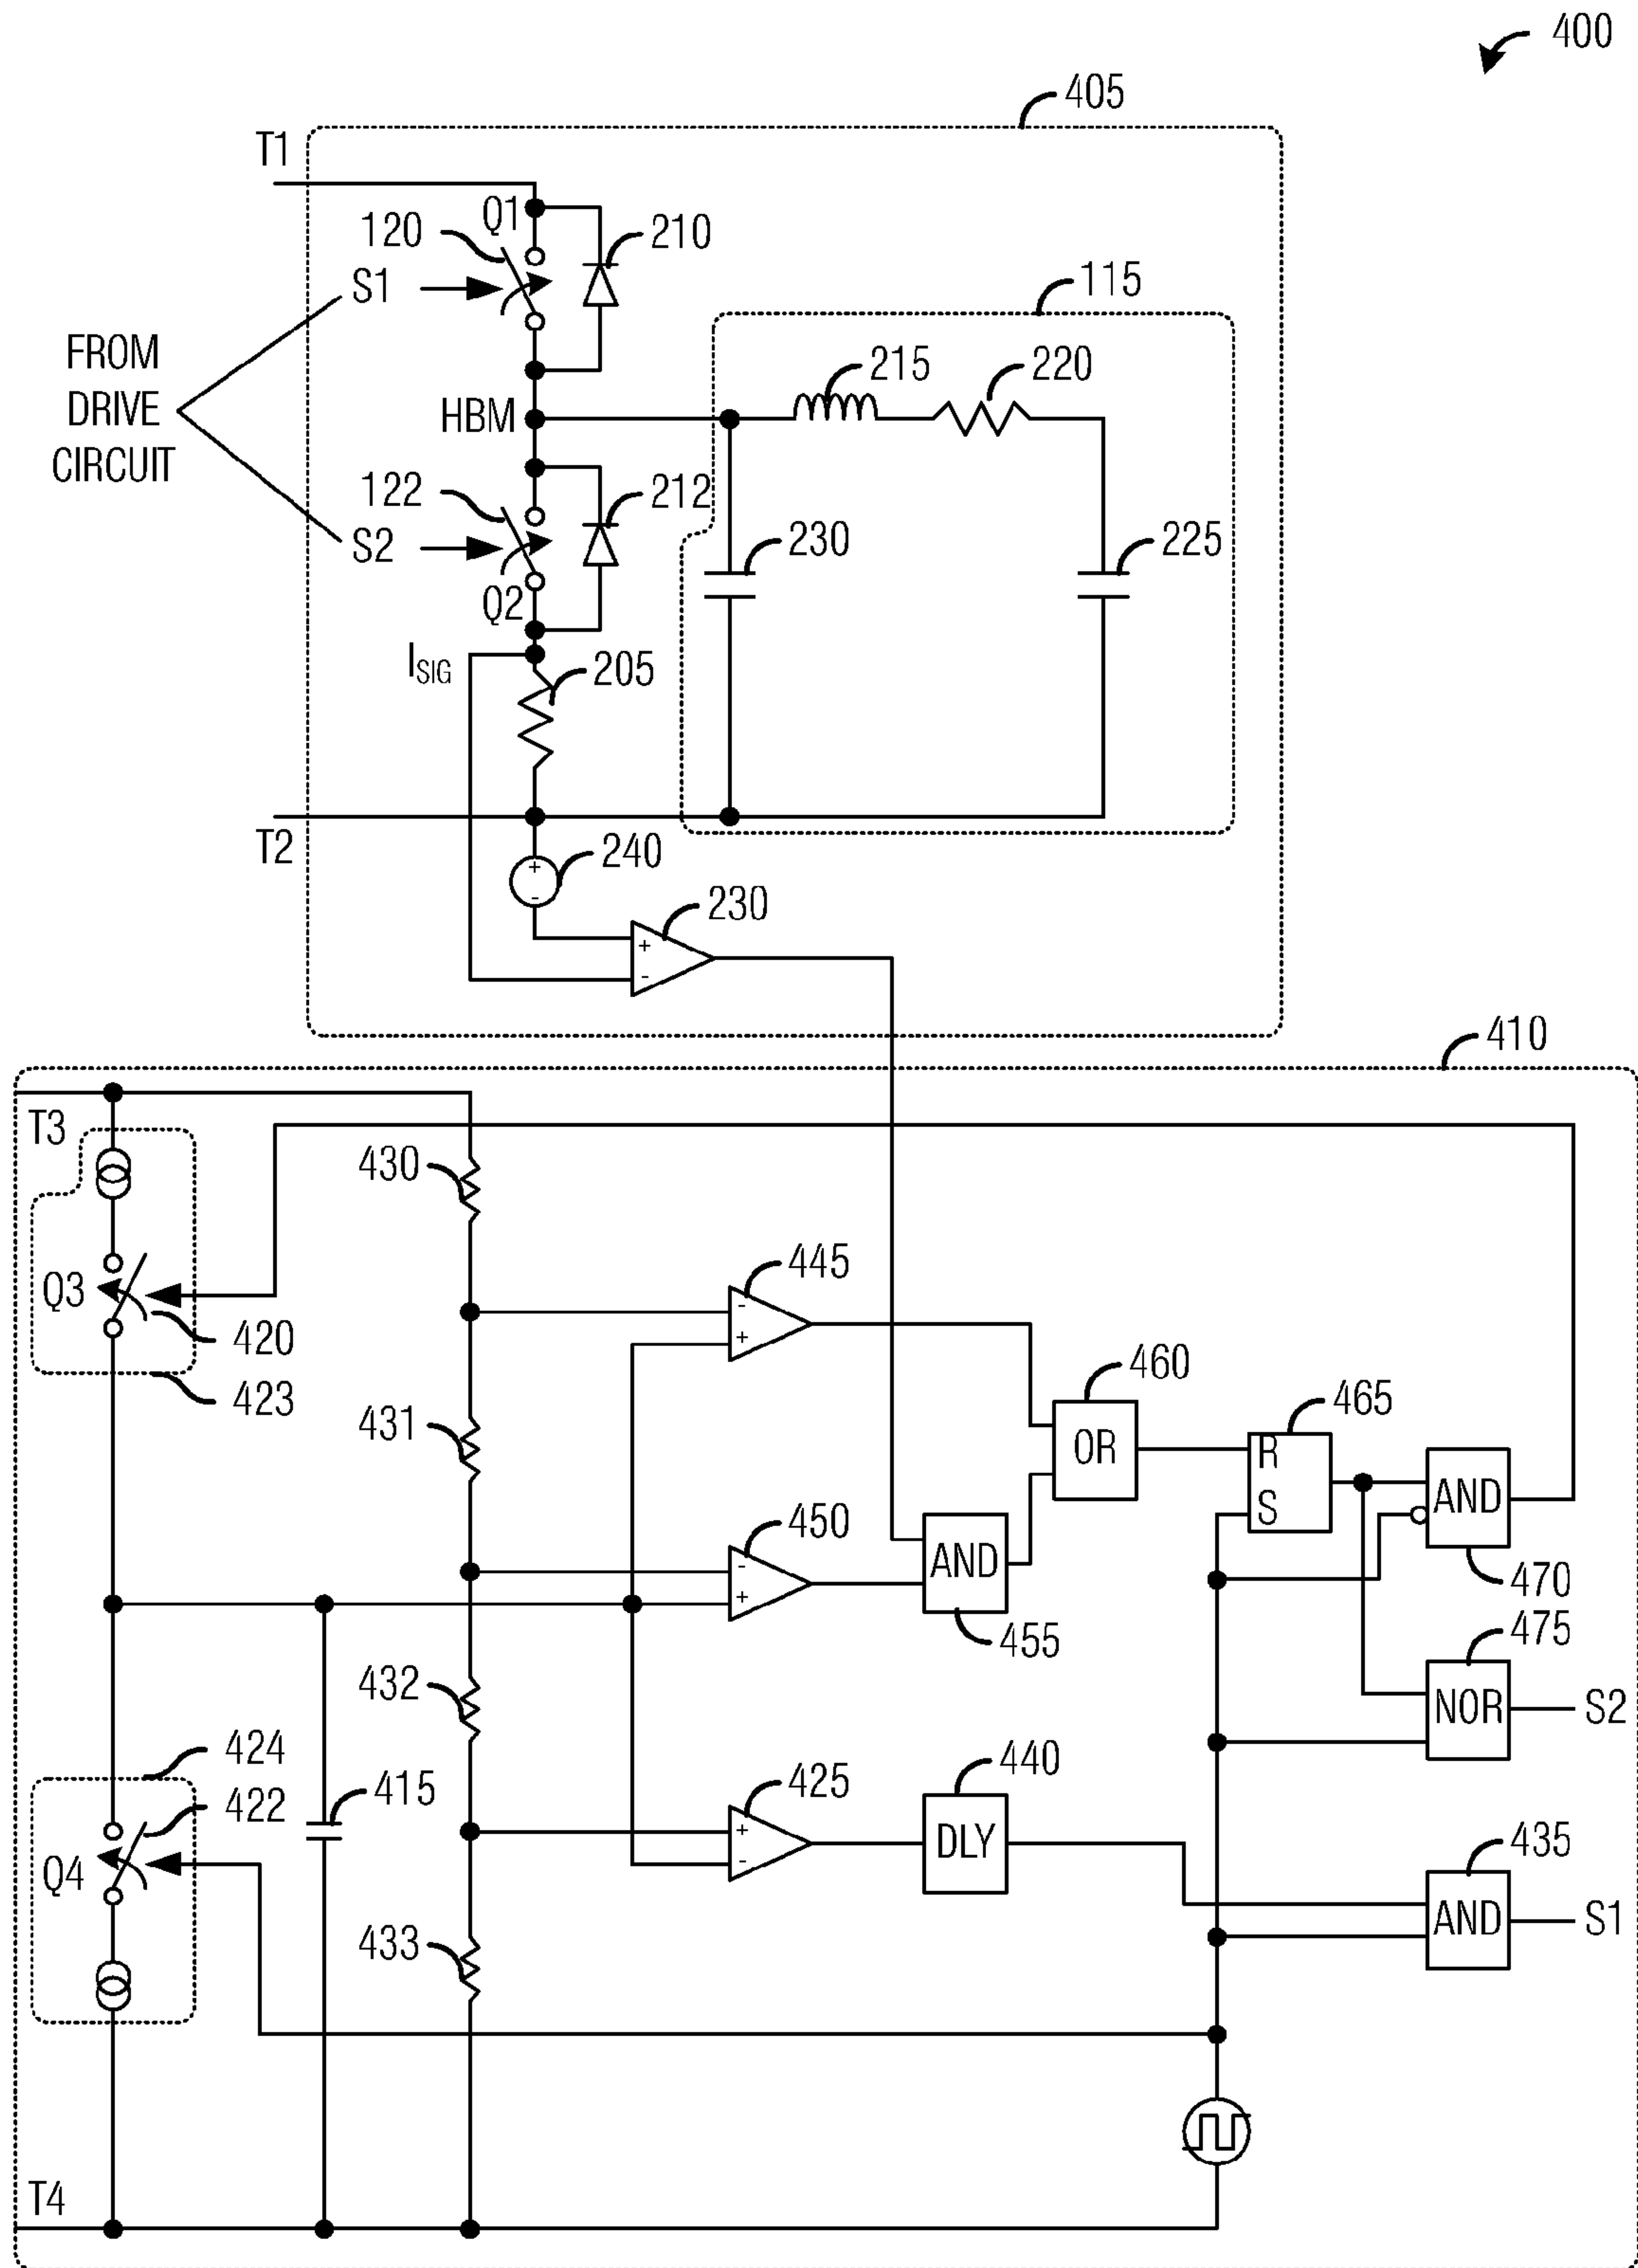 400
405
T1
Q1
120
210
S1
115
FROM
DRIVE
CIRCUIT
215
220
HBM
122
212
S2
230
225
Q2
ISIG
205
T2
240
+
-
230
+
-
410
T3
430
445
-
+
Q3
420
423
460
431
OR
465
R
S
AND
470
450
-
+
AND
455
475
NOR
S2
432
424
422
415
425
+
-
440
DLY
435
AND
S1
Q4
433
T4